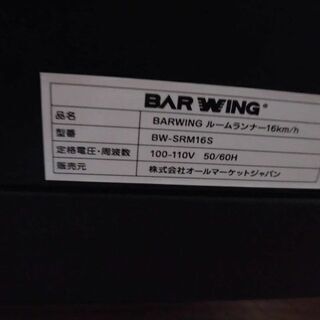 BARWING®
品名 BARWING ルームランナー16km/h
型番 BW-SRM16S
定格電圧・周波数 100-110V 50/60H
販売元 株式会社オールマーケットジャパン